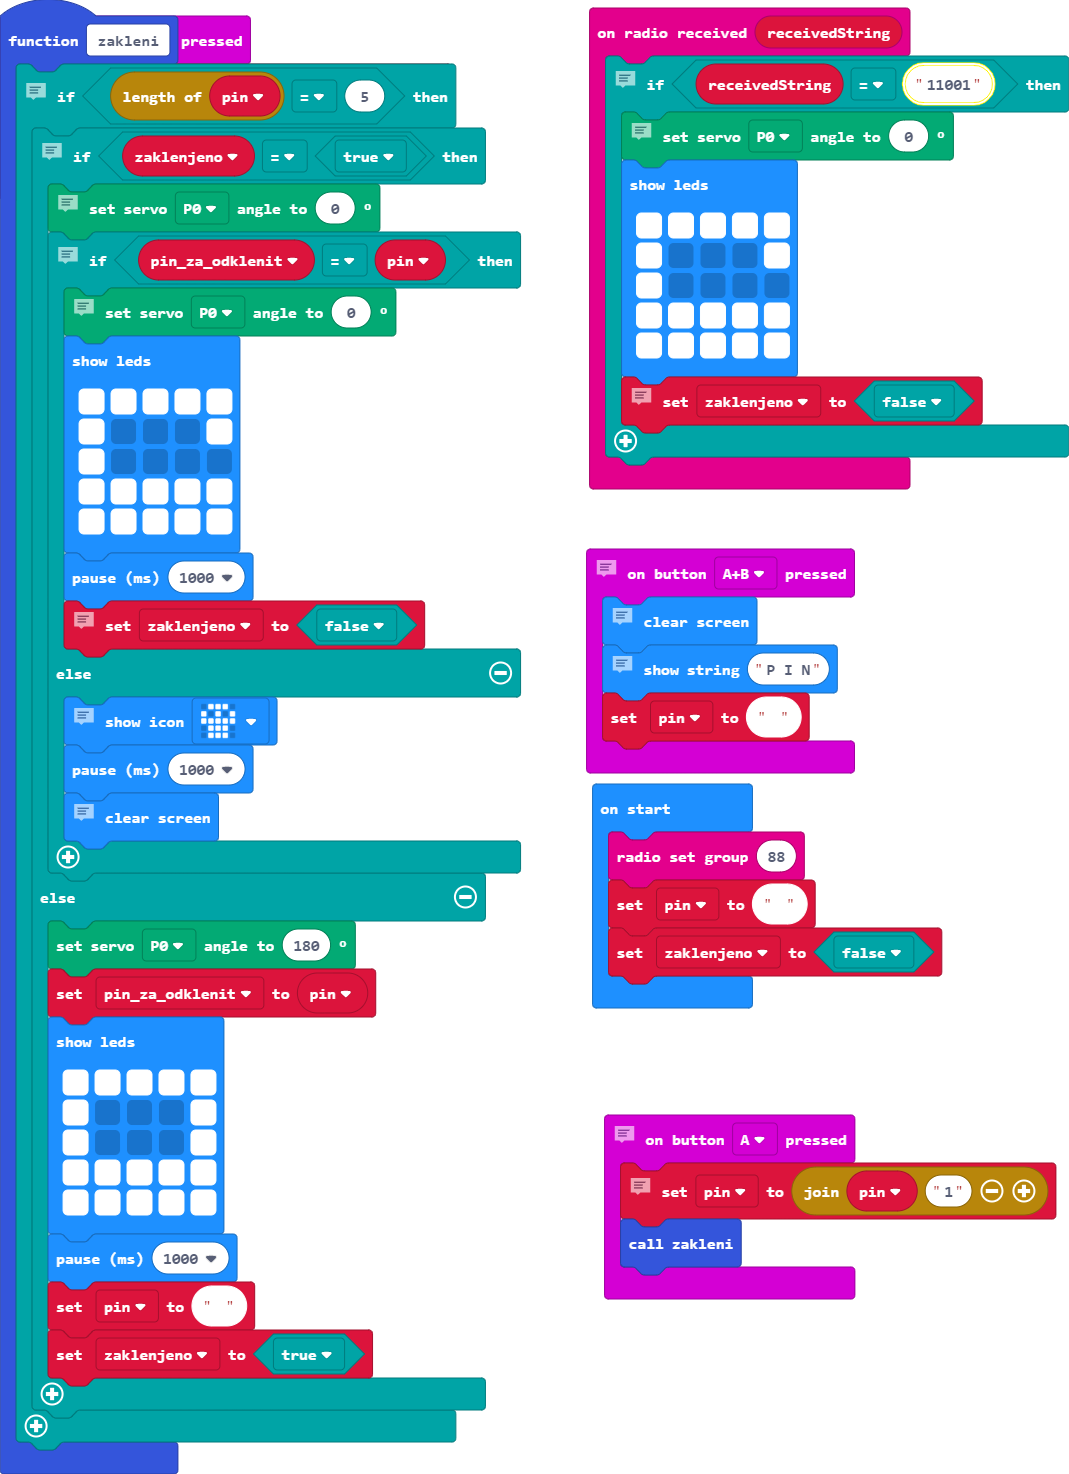 function zakleni pressed
if length of pin = 5 then
if zaklenjeno = true then
set servo P0 angle to 0 °
if pin_za_odklenit = pin then
set servo P0 angle to 0 °
show leds
pause (ms) 1000
set zaklenjeno to false
else
show icon
pause (ms) 1000
clear screen
else
set servo P0 angle to 180 °
set pin_za_odklenit to pin
show leds
pause (ms) 1000
set pin to " "
set zaklenjeno to true
on radio received receivedString
if receivedString = "11001" then
set servo P0 angle to 0 °
show leds
set zaklenjeno to false
on button A+B pressed
clear screen
show string "P I N"
set pin to " "
on start
radio set group 88
set pin to " "
set zaklenjeno to false
on button A pressed
set pin to join pin "1"
call zakleni